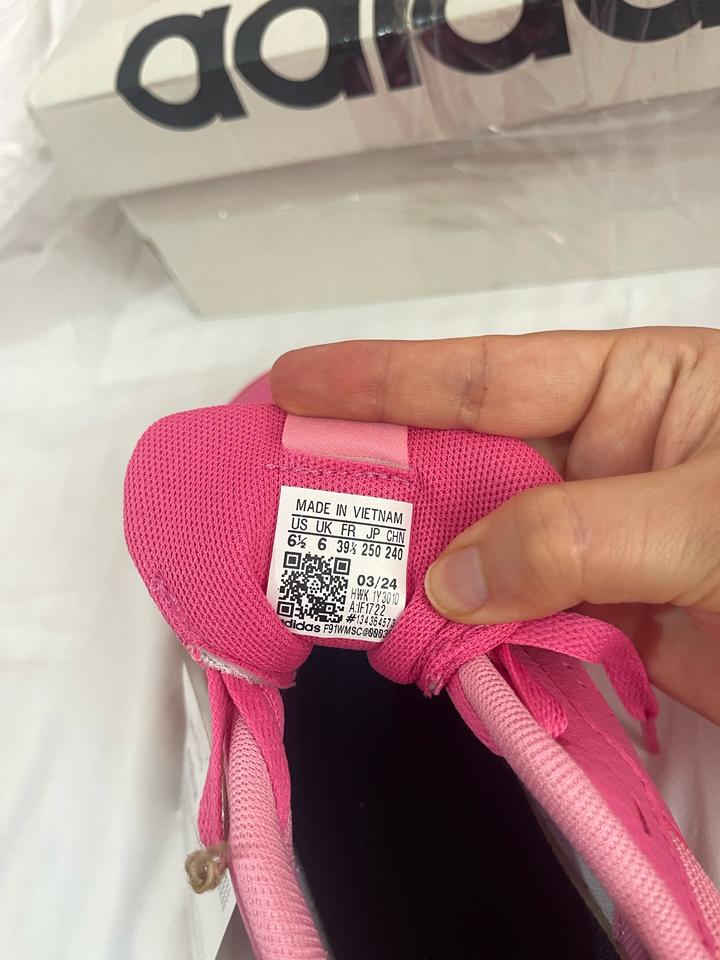 adidas
MADE IN VIETNAM
US UK FR JP CHN
6½ 6 39⅓ 250 240
03/24
HWK 1Y3010
A:IF1722
adidas